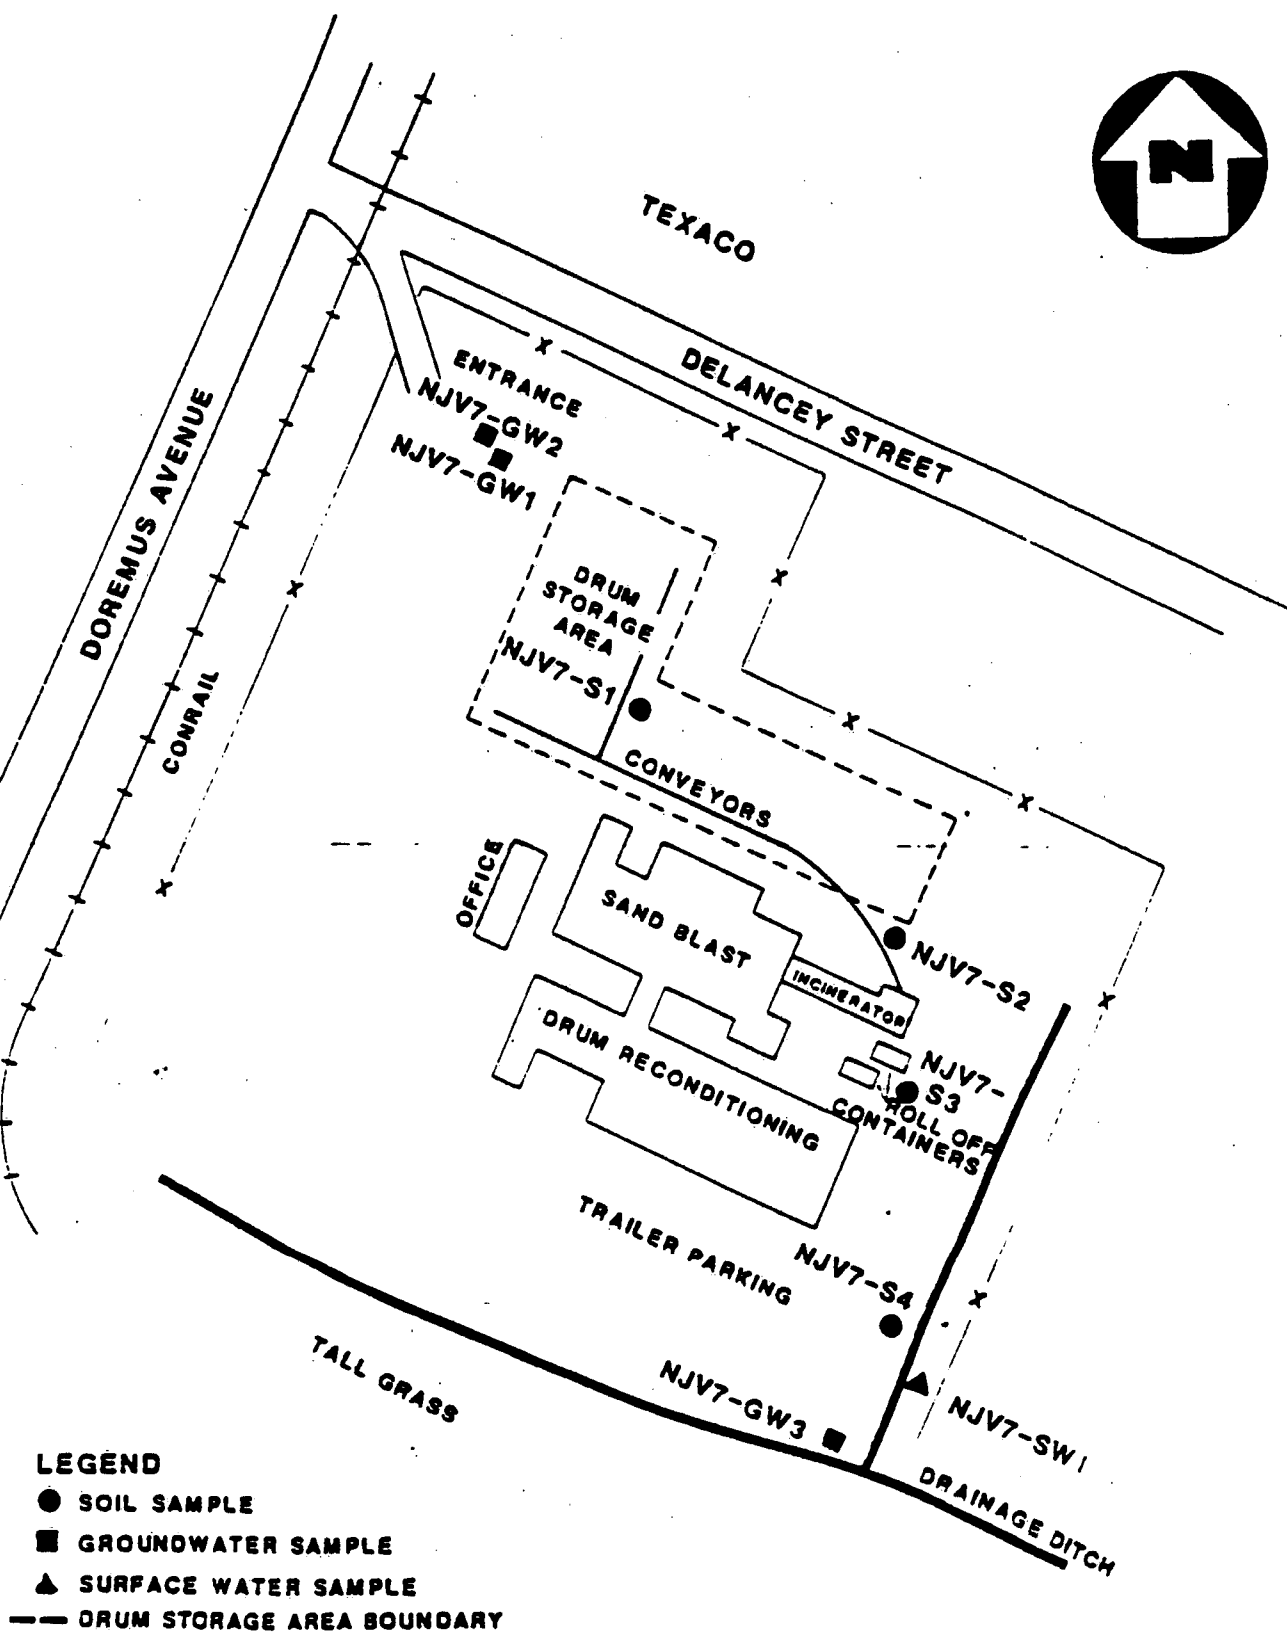 N
TEXACO
DELANCEY STREET
ENTRANCE
NJV7-GW2
NJV7-GW1
DOREMUS AVENUE
CONRAIL
DRUM
STORAGE
AREA
NJV7-S1
CONVEYORS
OFFICE
SAND BLAST
INCINERATOR
NJV7-S2
DRUM RECONDITIONING
NJV7-
S3
ROLL OFF
CONTAINERS
TRAILER PARKING
NJV7-S4
TALL GRASS
NJV7-GW3
NJV7-SW1
DRAINAGE DITCH
LEGEND
SOIL SAMPLE
GROUNDWATER SAMPLE
SURFACE WATER SAMPLE
DRUM STORAGE AREA BOUNDARY